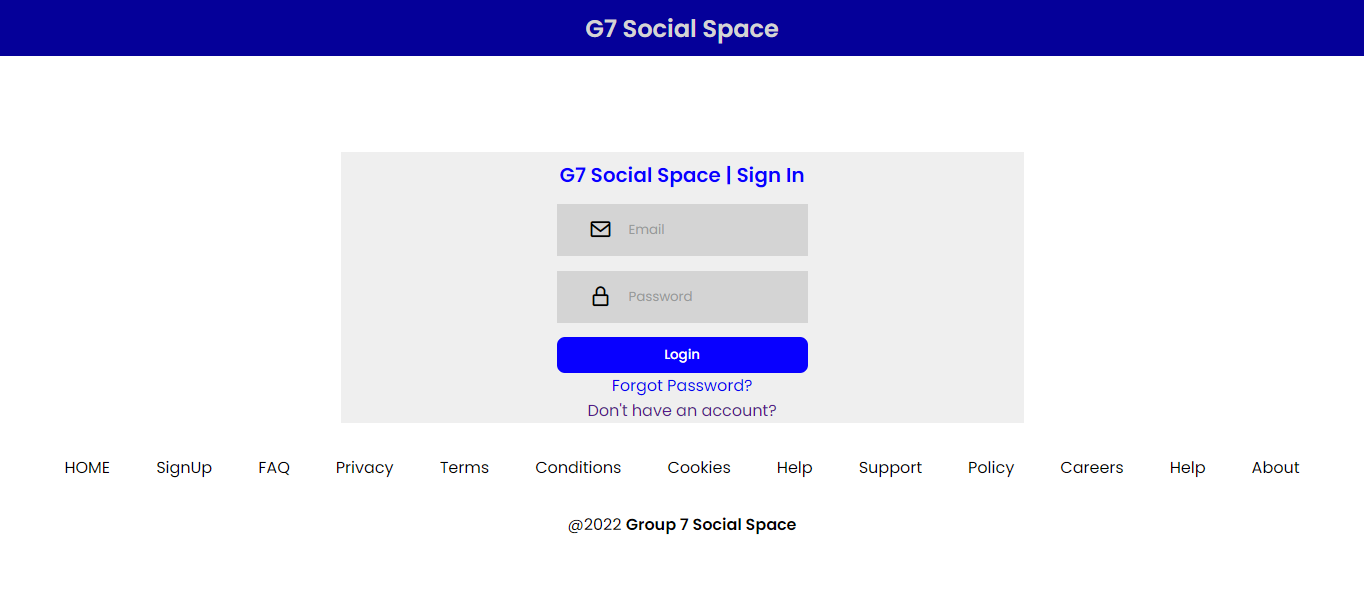 G7 Social Space
G7 Social Space | Sign In
Email
Password
Login
Forgot Password?
Don't have an account?
HOME SignUp FAQ Privacy Terms Conditions Cookies Help Support Policy Careers Help About
@2022 Group 7 Social Space